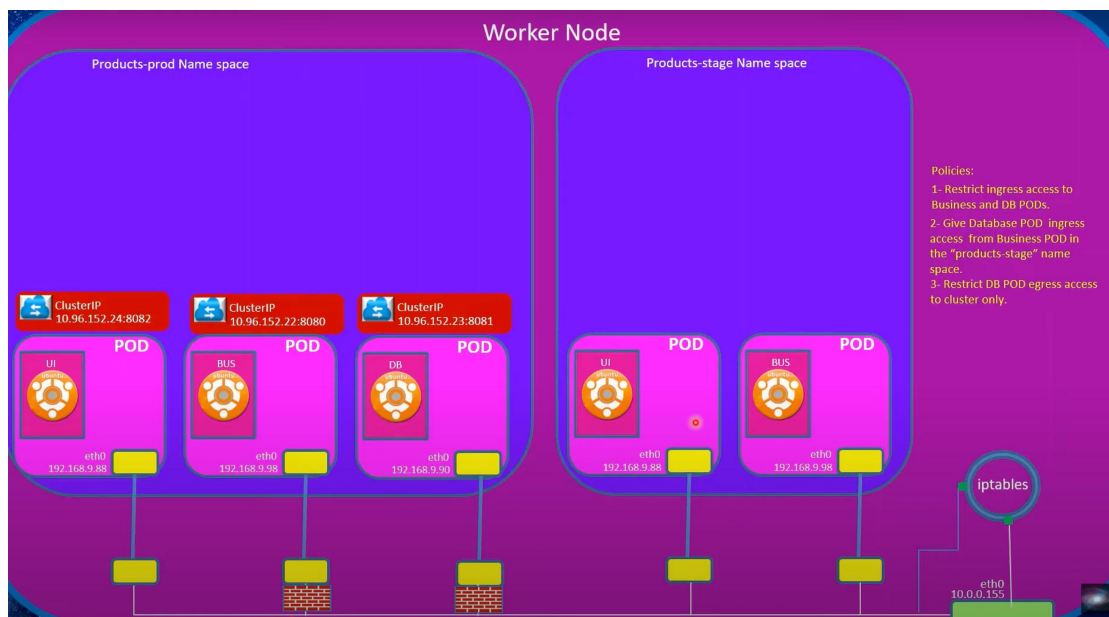 Worker Node
Products-prod Name space
Products-stage Name space
Policies:
1- Restrict ingress access to
Business and DB PODs.
2- Give Database POD  ingress
access  from Business POD in
the “products-stage” name
space.
3- Restrict DB POD egress access
to cluster only.
ClusterIP
10.96.152.24:8082
ClusterIP
10.96.152.22:8080
ClusterIP
10.96.152.23:8081
POD
UI
ubuntu
eth0
192.168.9.88
POD
BUS
ubuntu
eth0
192.168.9.98
POD
DB
ubuntu
eth0
192.168.9.90
POD
UI
ubuntu
eth0
192.168.9.88
POD
BUS
ubuntu
eth0
192.168.9.98
iptables
eth0
10.0.0.155